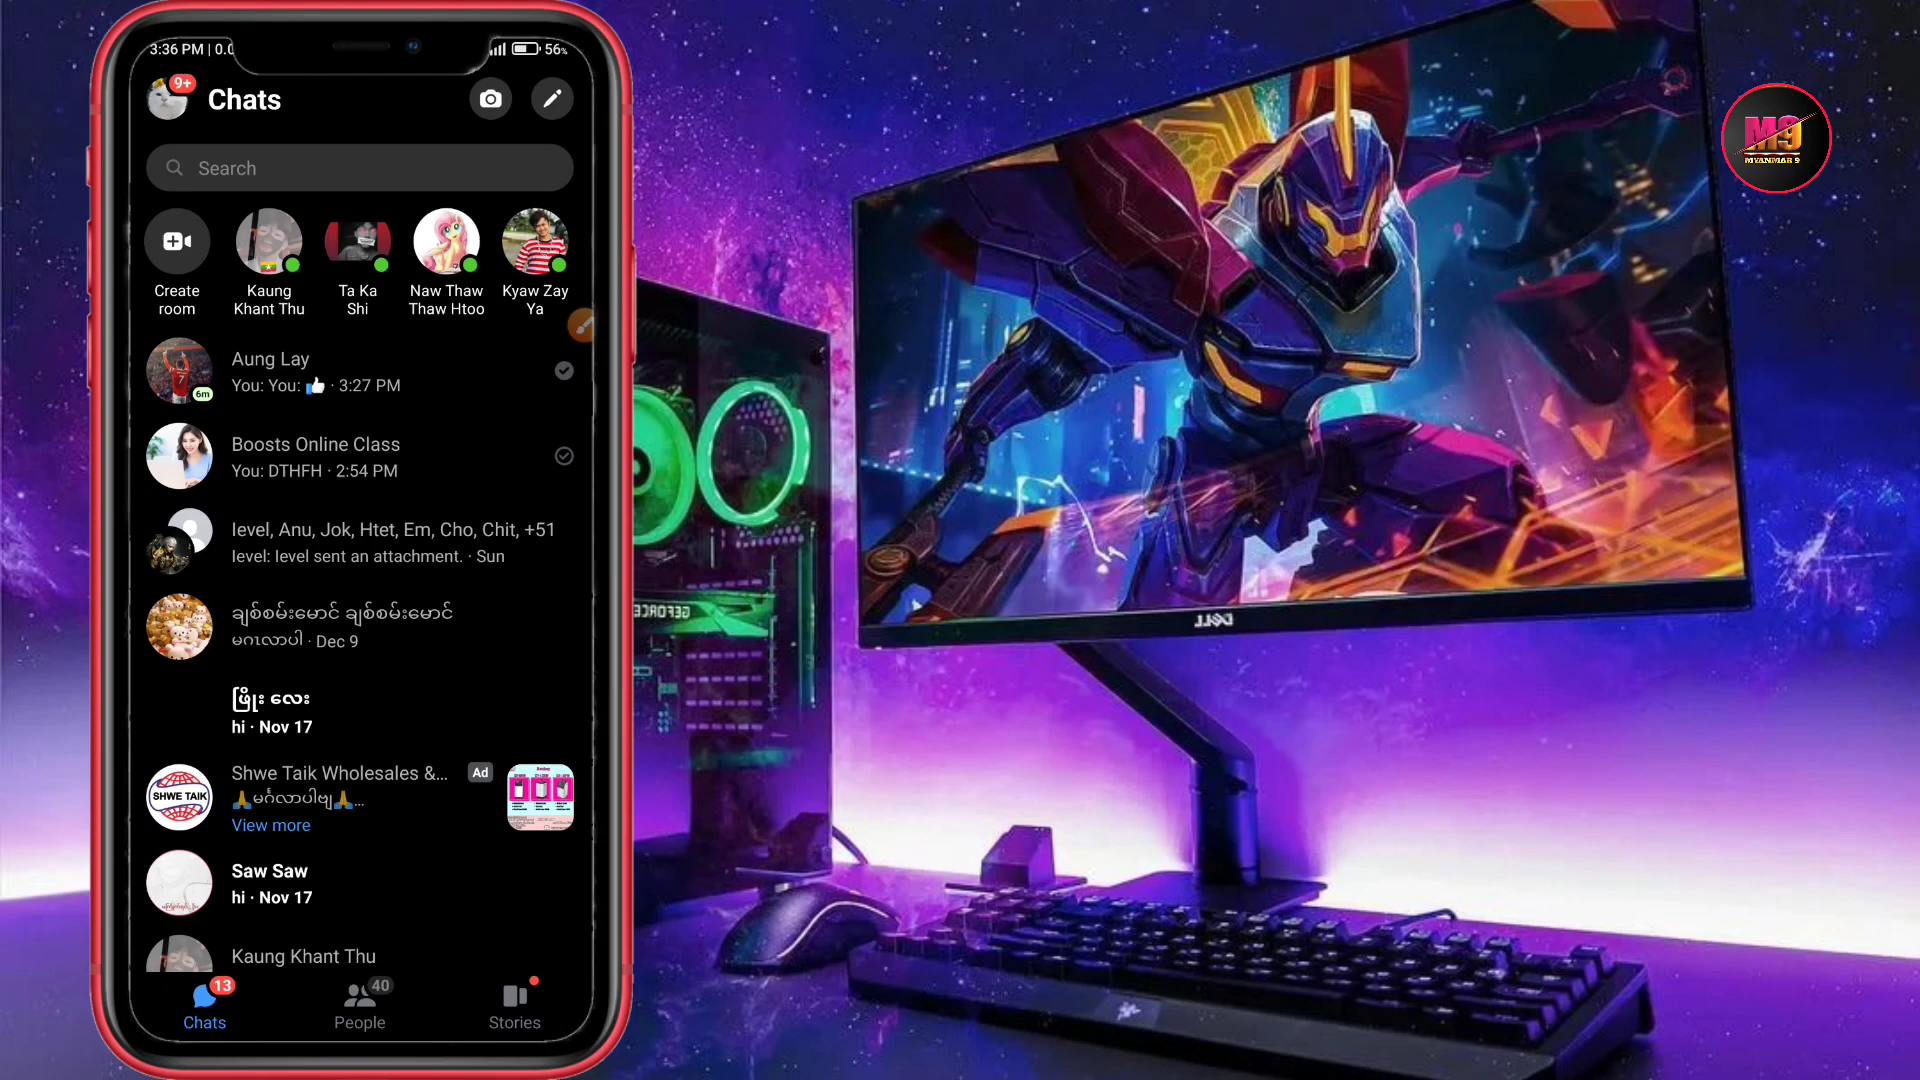 3:36 PM | 0.0
56%
9+
Chats
Search
Create room
Kaung Khant Thu
Ta Ka Shi
Naw Thaw Thaw Htoo
Kyaw Zay Ya
Aung Lay
You: You: 👍 · 3:27 PM
6m
Boosts Online Class
You: DTHFH · 2:54 PM
level, Anu, Jok, Htet, Em, Cho, Chit, +51
level: level sent an attachment. · Sun
ချစ်စမ်းမောင် ချစ်စမ်းမောင်
မဂၤလာပါ · Dec 9
ဖြိုး လေး
hi · Nov 17
SHWE TAIK
Shwe Taik Wholesales &...
Ad
🙏မင်္ဂလာပါဗျ🙏...
View more
Saw Saw
hi · Nov 17
Kaung Khant Thu
13
Chats
40
People
Stories
GEFORCE
DELL
M9
MYANMAR 9